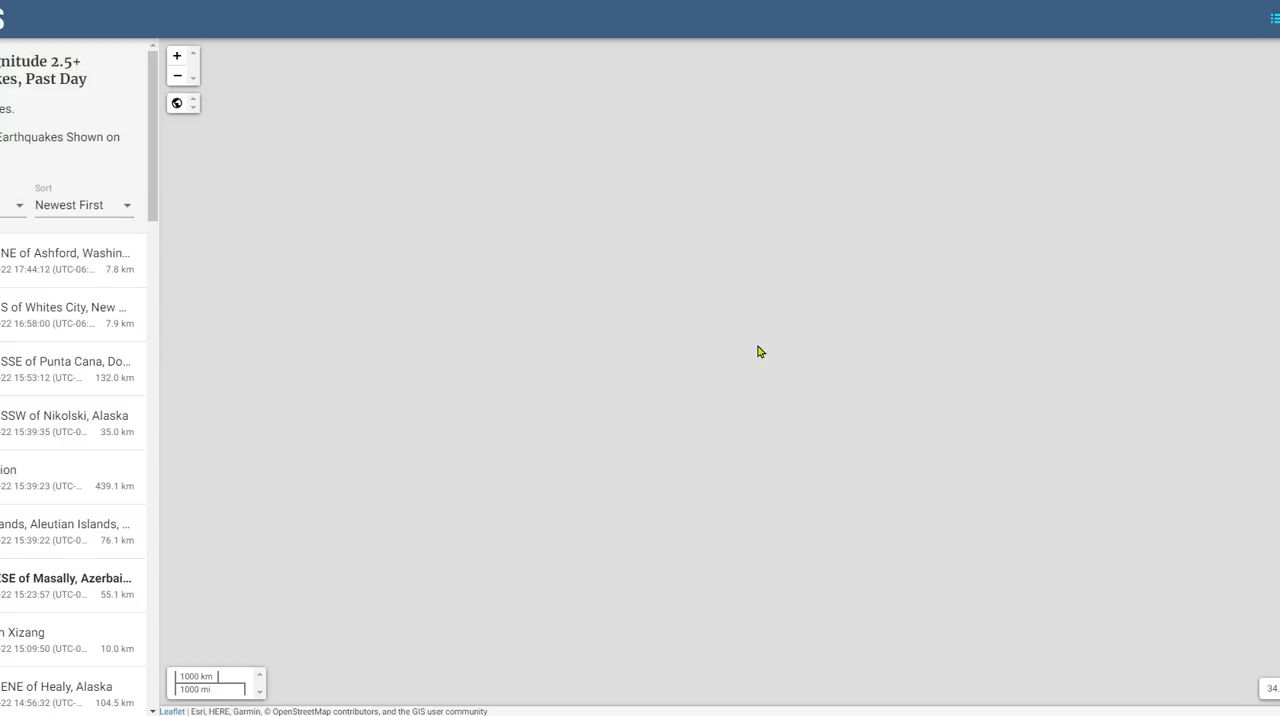 S
gnitude 2.5+
kes, Past Day
es.
Earthquakes Shown on
Sort
Newest First
NE of Ashford, Washin...
-22 17:44:12 (UTC-06:... 7.8 km
S of Whites City, New ...
-22 16:58:00 (UTC-06:... 7.9 km
SSE of Punta Cana, Do...
-22 15:53:12 (UTC-... 132.0 km
SSW of Nikolski, Alaska
-22 15:39:35 (UTC-0... 35.0 km
ion
-22 15:39:23 (UTC-... 439.1 km
ands, Aleutian Islands, ...
-22 15:39:22 (UTC-0... 76.1 km
ESE of Masally, Azerbai...
-22 15:23:57 (UTC-0... 55.1 km
n Xizang
-22 15:09:50 (UTC-0... 10.0 km
ENE of Healy, Alaska
-22 14:56:32 (UTC-... 104.5 km
+
−
1000 km
1000 mi
34.
Leaflet | Esri, HERE, Garmin, © OpenStreetMap contributors, and the GIS user community